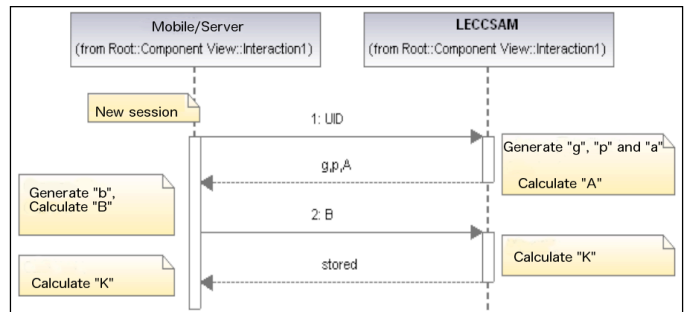 Mobile/Server
(from Root::Component View::Interaction1)
LECCSAM
(from Root::Component View::Interaction1)
New session
1: UID
Generate "g", "p" and "a"
Calculate "A"
g,p,A
Generate "b",
Calculate "B"
2: B
Calculate "K"
stored
Calculate "K"